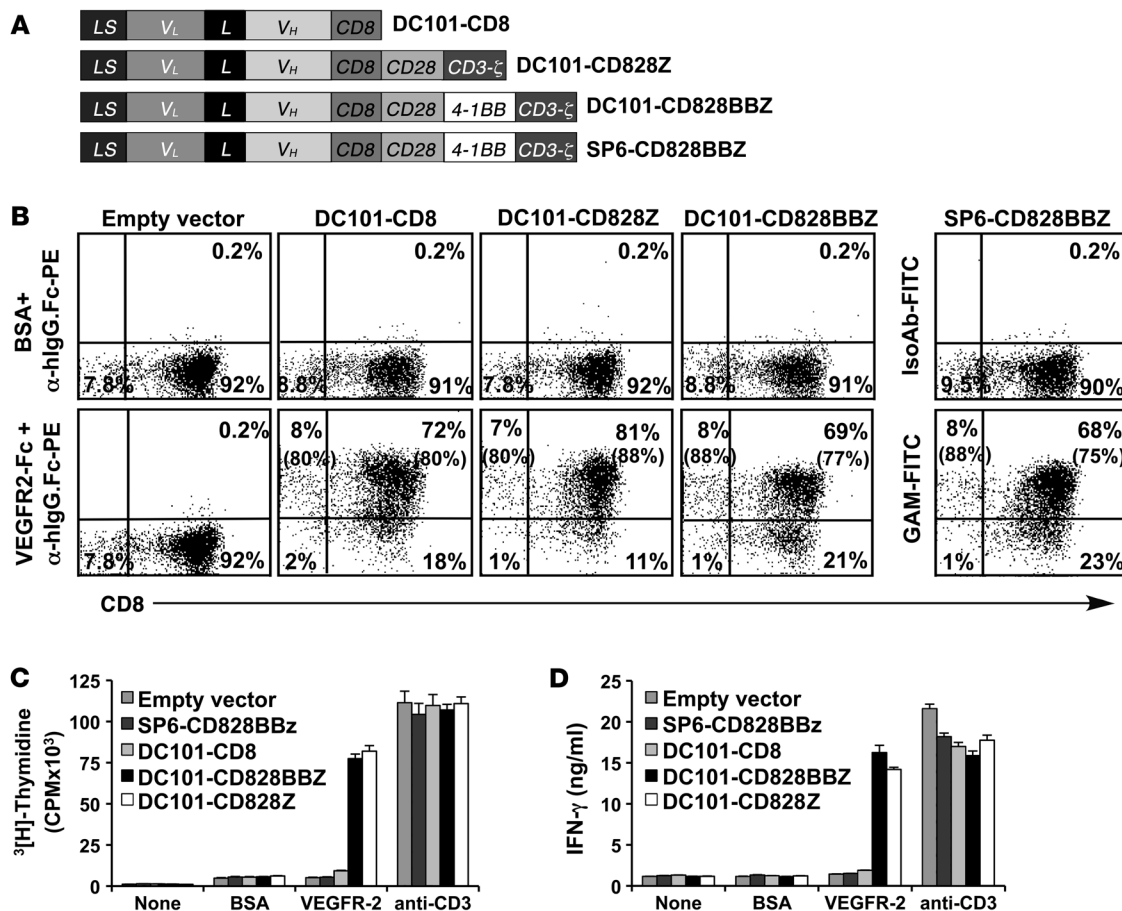 A
LS VL L VH CD8 DC101-CD8
LS VL L VH CD8 CD28 CD3-ζ DC101-CD828Z
LS VL L VH CD8 CD28 4-1BB CD3-ζ DC101-CD828BBZ
LS VL L VH CD8 CD28 4-1BB CD3-ζ SP6-CD828BBZ
B
Empty vector DC101-CD8 DC101-CD828Z DC101-CD828BBZ SP6-CD828BBZ
BSA+
α-hIgG.Fc-PE
0.2% 0.2% 0.2% 0.2%
IsoAb-FITC
0.2%
7.8% 92% 8.8% 91% 7.8% 92% 8.8% 91% 9.5% 90%
VEGFR2-Fc +
α-hIgG.Fc-PE
GAM-FITC
0.2% 8% 72% 7% 81% 8% 69% 8% 68%
(80%) (80%) (80%) (88%) (88%) (77%) (88%) (75%)
7.8% 92% 2% 18% 1% 11% 1% 21% 1% 23%
CD8
C
³[H]-Thymidine
(CPMx10³)
125
100
75
50
25
0
Empty vector
SP6-CD828BBz
DC101-CD8
DC101-CD828BBZ
DC101-CD828Z
None BSA VEGFR-2 anti-CD3
D
IFN-γ (ng/ml)
25
20
15
10
5
0
Empty vector
SP6-CD828BBz
DC101-CD8
DC101-CD828BBZ
DC101-CD828Z
None BSA VEGFR-2 anti-CD3